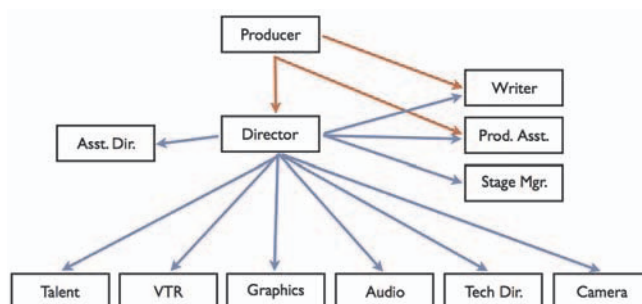 Producer
Writer
Asst. Dir.
Director
Prod. Asst.
Stage Mgr.
Talent
VTR
Graphics
Audio
Tech Dir.
Camera